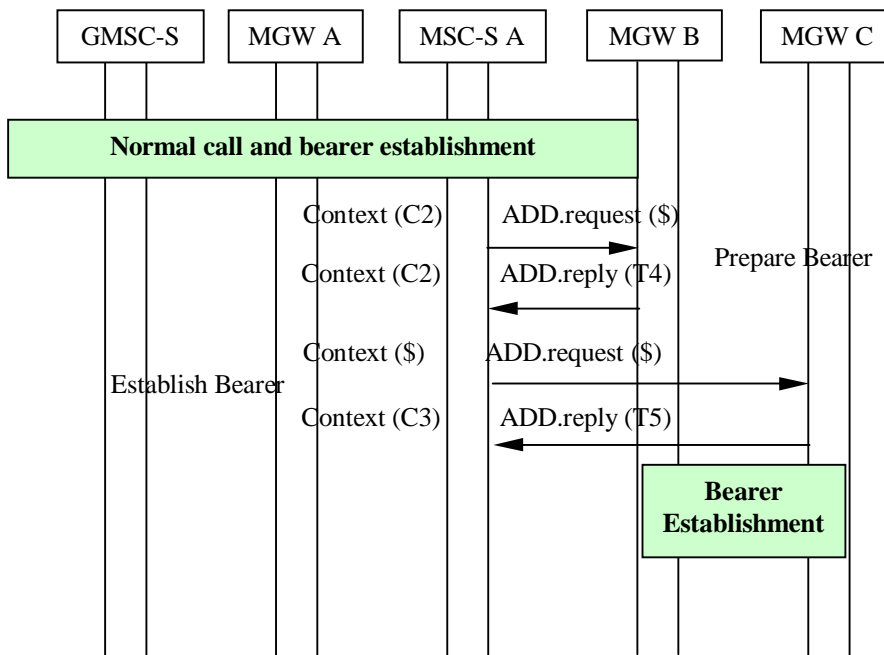 GMSC-S MGW A MSC-S A MGW B MGW C
Normal call and bearer establishment
Context (C2) ADD.request ($)
Prepare Bearer
Context (C2) ADD.reply (T4)
Context ($) ADD.request ($)
Establish Bearer
Context (C3) ADD.reply (T5)
Bearer
Establishment